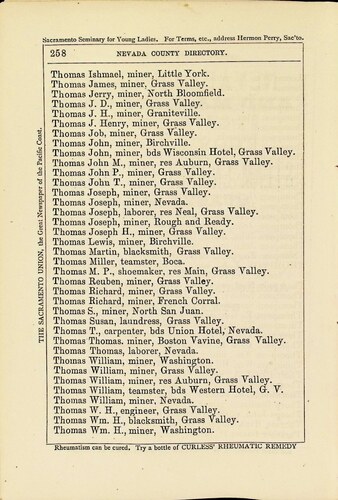 Sacramento Seminary for Young Ladies. For Terms, etc., address Hermon Perry, Sac'to.
258 NEVADA COUNTY DIRECTORY.
Thomas Ishmael, miner, Little York.
Thomas James, miner, Grass Valley.
Thomas Jerry, miner, North Bloomfield.
Thomas J. D., miner, Grass Valley.
Thomas J. H., miner, Graniteville.
Thomas J. Henry, miner, Grass Valley.
Thomas Job, miner, Grass Valley.
Thomas John, miner, Birchville.
Thomas John, miner, bds Wisconsin Hotel, Grass Valley.
Thomas John M., miner, res Auburn, Grass Valley.
Thomas John P., miner, Grass Valley.
Thomas John T., miner, Grass Valley.
Thomas Joseph, miner, Grass Valley.
Thomas Joseph, miner, Nevada.
Thomas Joseph, laborer, res Neal, Grass Valley.
Thomas Joseph, miner, Rough and Ready.
Thomas Joseph H., miner, Grass Valley.
Thomas Lewis, miner, Birchville.
Thomas Martin, blacksmith, Grass Valley.
Thomas Miller, teamster, Boca.
Thomas M. P., shoemaker, res Main, Grass Valley.
Thomas Reuben, miner, Grass Valley.
Thomas Richard, miner, Grass Valley.
Thomas Richard, miner, French Corral.
Thomas S., miner, North San Juan.
Thomas Susan, laundress, Grass Valley.
Thomas T., carpenter, bds Union Hotel, Nevada.
Thomas Thomas. miner, Boston Vavine, Grass Valley.
Thomas Thomas, laborer, Nevada.
Thomas William, miner, Washington.
Thomas William, miner, Grass Valley.
Thomas William, miner, res Auburn, Grass Valley.
Thomas William, teamster, bds Western Hotel, G. V.
Thomas William, miner, Nevada.
Thomas W. H., engineer, Grass Valley.
Thomas Wm. H., blacksmith, Grass Valley.
Thomas Wm. H., miner, Washington.
Rheumatism can be cured. Try a bottle of CURLESS' RHEUMATIC REMEDY
THE SACRAMENTO UNION, the Great Newspaper of the Pacific Coast.